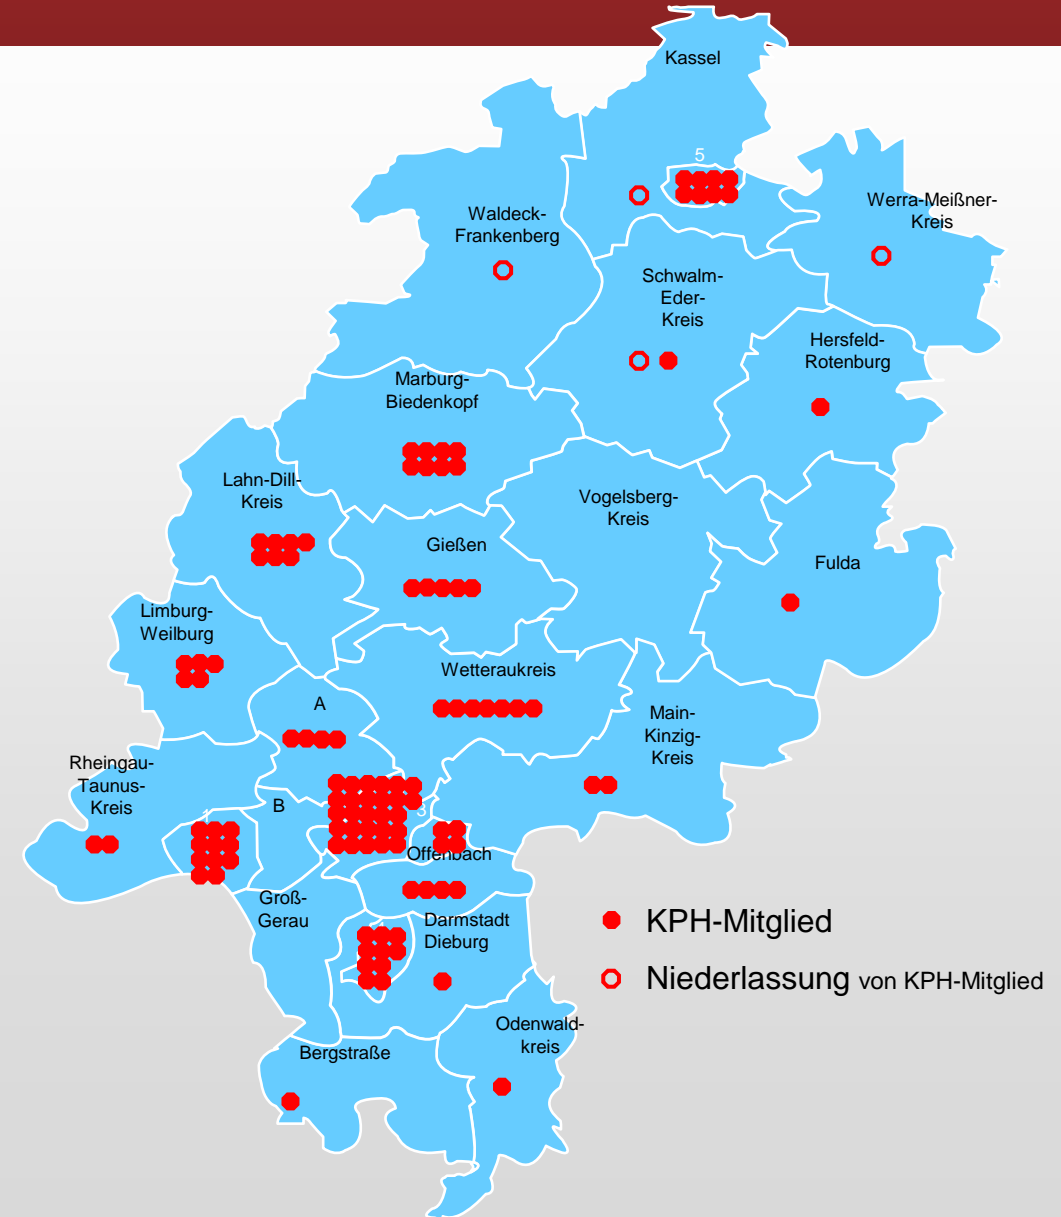 Kassel
5
Werra-Meißner-
Kreis
Waldeck-
Frankenberg
Schwalm-
Eder-
Kreis
Hersfeld-
Rotenburg
Marburg-
Biedenkopf
Lahn-Dill-
Kreis
Vogelsberg-
Kreis
Gießen
Fulda
Limburg-
Weilburg
Wetteraukreis
A
Main-
Kinzig-
Kreis
Rheingau-
Taunus-
Kreis
B
3
1
Offenbach
Groß-
Gerau
Darmstadt
Dieburg
KPH-Mitglied
Niederlassung von KPH-Mitglied
Odenwald-
kreis
Bergstraße